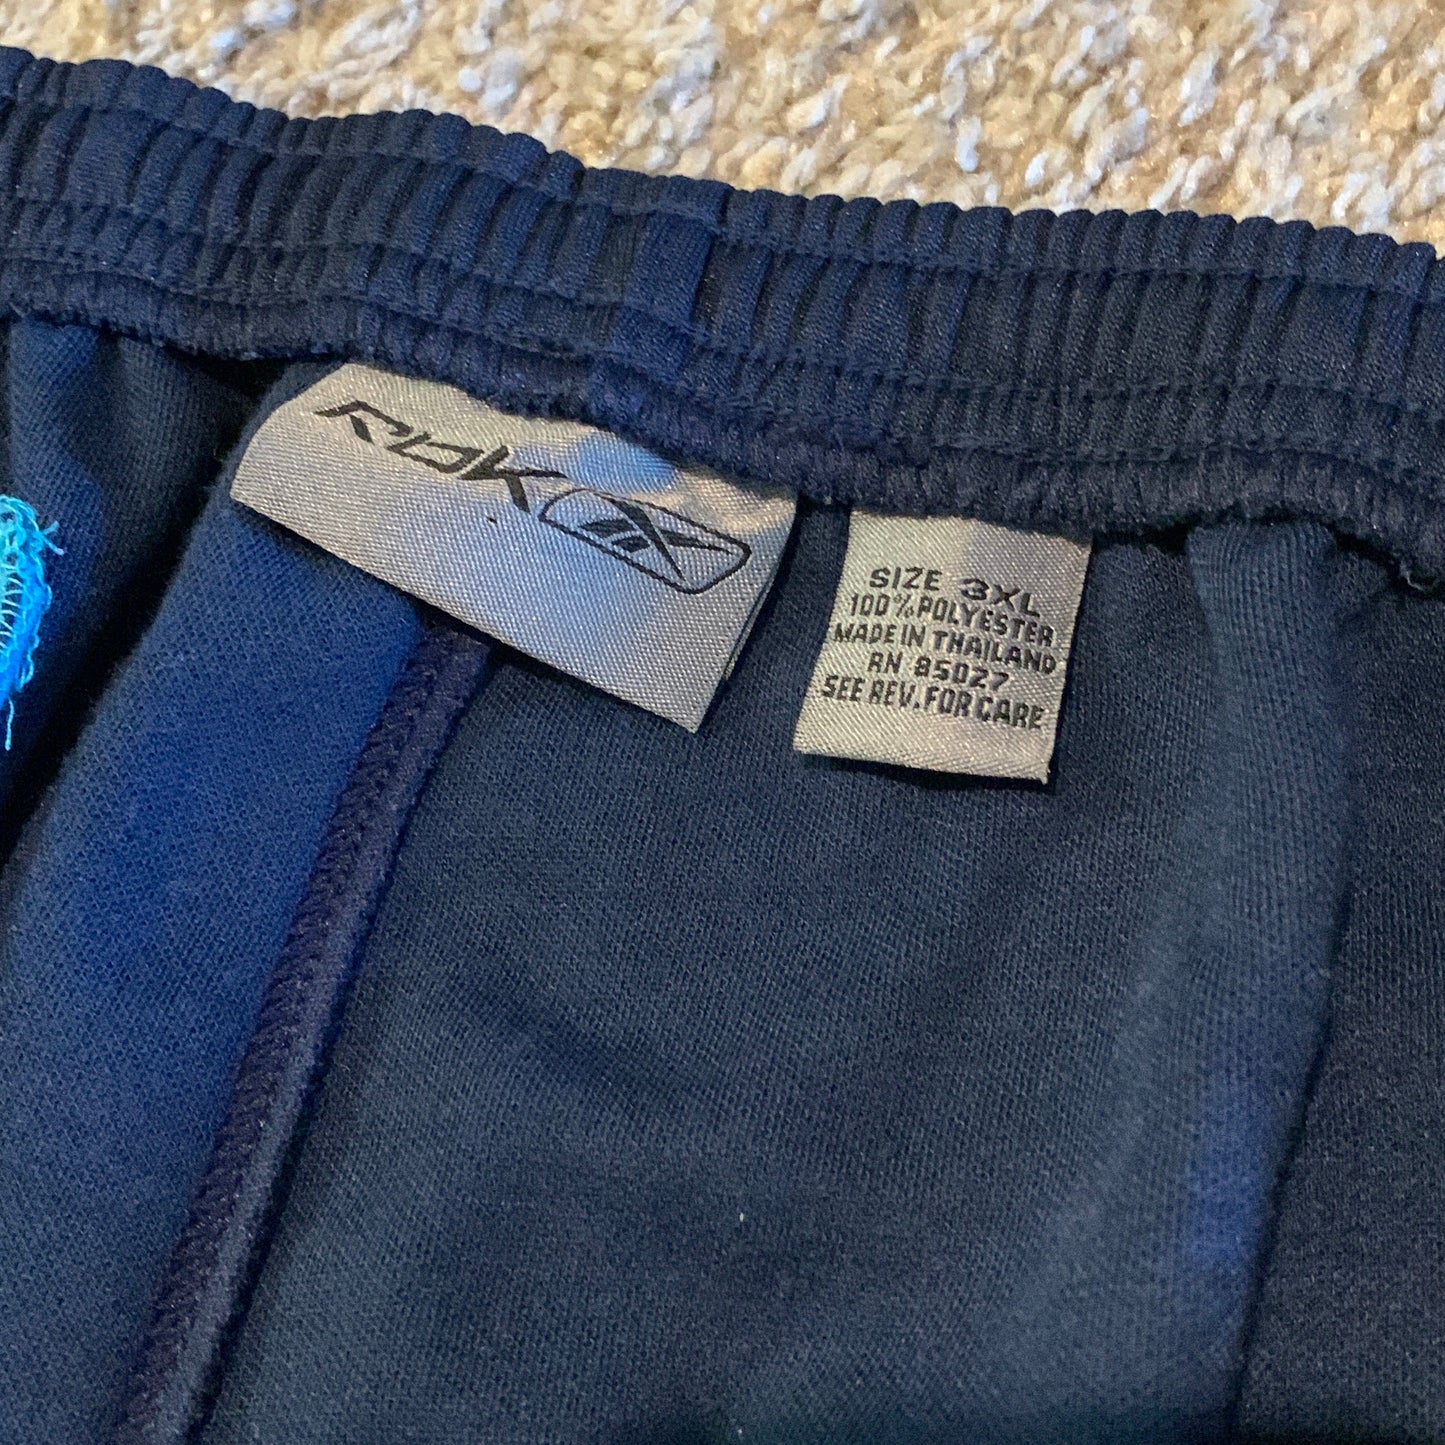 RBK
SIZE 3XL
100% POLYESTER
MADE IN THAILAND
RN 85027
SEE REV. FOR CARE